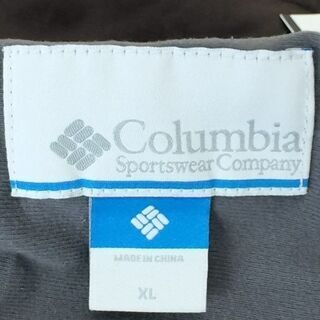 Columbia
Sportswear Company
MADE IN CHINA
XL